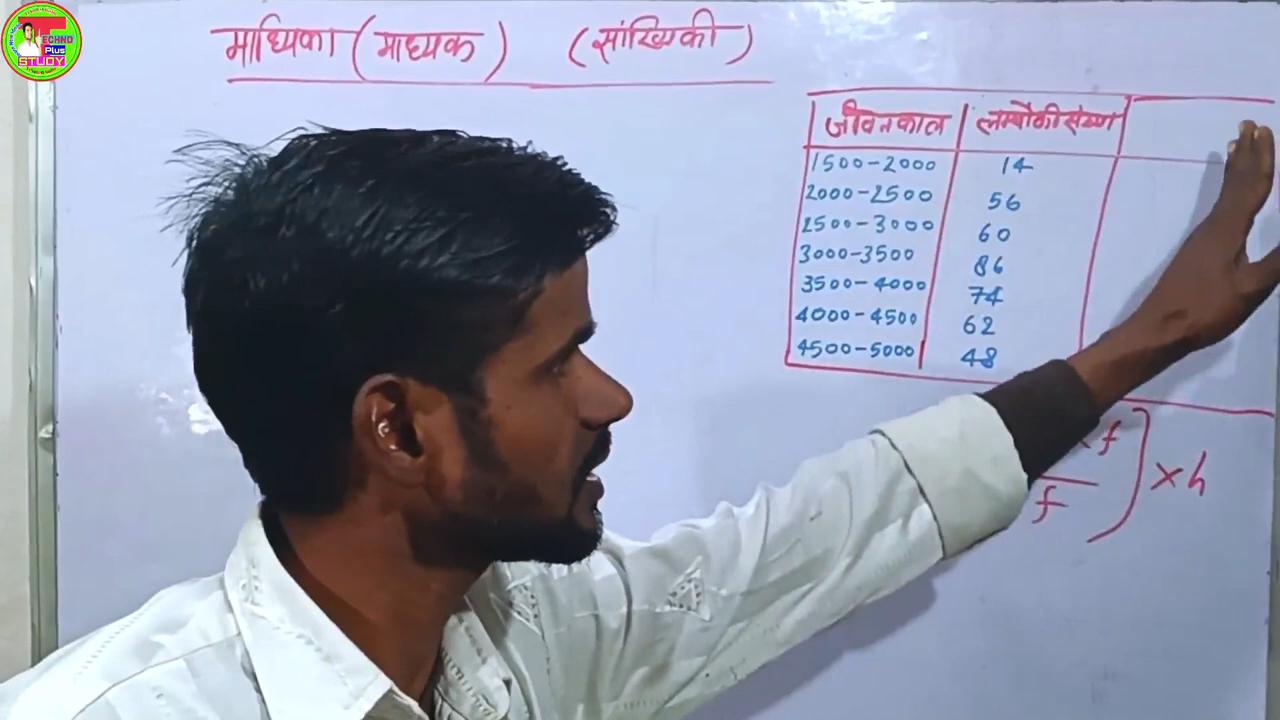 TECHNO
Plus
STUDY
माध्यिका (माध्यक) (सांख्यिकी)
जीवनकाल लम्पों की संख्या
1500-2000 14
2000-2500 56
2500-3000 60
3000-3500 86
3500-4000 74
4000-4500 62
4500-5000 48
f
f ) × h